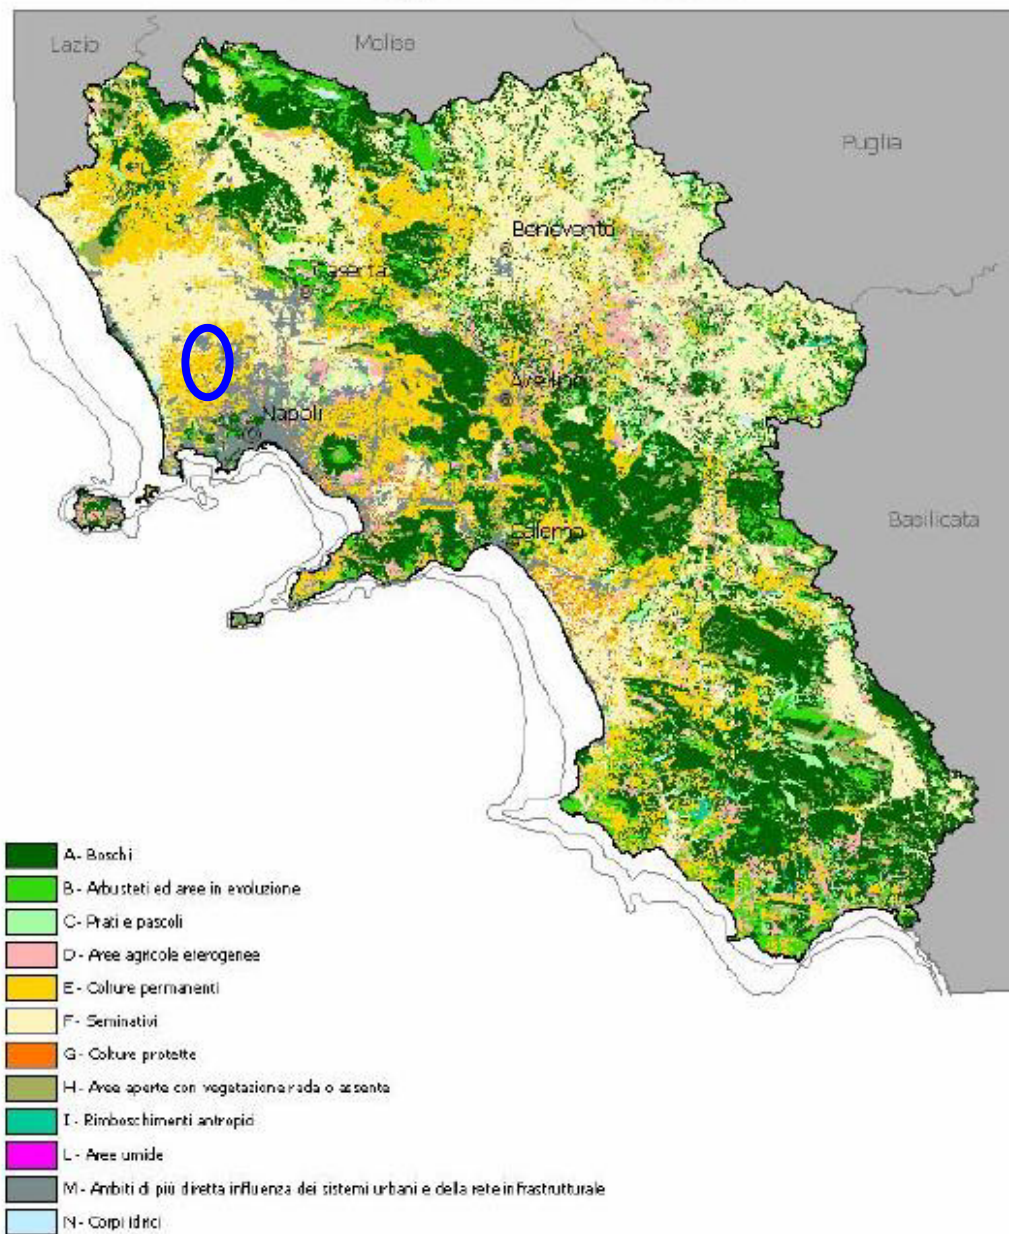 Lazio
Molise
Puglia
Benevento
Caserta
Avellino
Napoli
Salerno
Basilicata
A - Boschi
B - Arbusteti ed aree in evoluzione
C - Prati e pascoli
D - Aree agricole eterogenee
E - Colture permanenti
F - Seminativi
G - Colture protette
H - Aree aperte con vegetazione rada o assente
I - Rimboschimenti antropici
L - Aree umide
M - Ambiti di più diretta influenza dei sistemi urbani e della rete infrastrutturale
N - Corpi idrici